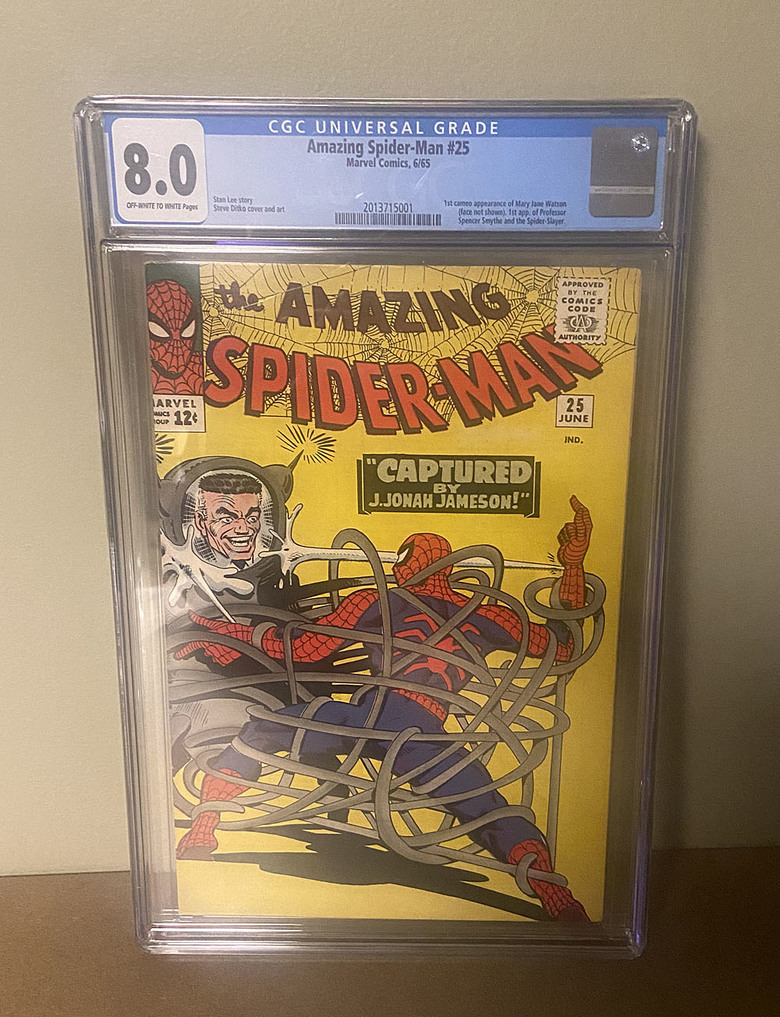 CGC UNIVERSAL GRADE
8.0
OFF-WHITE TO WHITE Pages
Amazing Spider-Man #25
Marvel Comics, 6/65
Stan Lee story
Steve Ditko cover and art
2013715001
1st cameo appearance of Mary Jane Watson
(face not shown). 1st app. of Professor
Spencer Smythe and the Spider-Slayer.
the AMAZING
SPIDER-MAN
APPROVED
BY THE
COMICS
CODE
CA
AUTHORITY
MARVEL
12¢
25
JUNE
IND.
"CAPTURED
BY
J. JONAH JAMESON!"